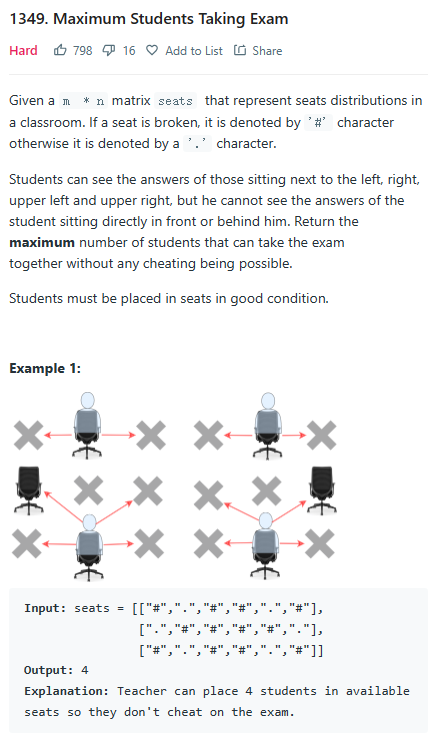 1349. Maximum Students Taking Exam
Hard 798 16 Add to List Share
Given a m * n matrix seats that represent seats distributions in
a classroom. If a seat is broken, it is denoted by '#' character
otherwise it is denoted by a '.' character.
Students can see the answers of those sitting next to the left, right,
upper left and upper right, but he cannot see the answers of the
student sitting directly in front or behind him. Return the
maximum number of students that can take the exam
together without any cheating being possible.
Students must be placed in seats in good condition.
Example 1:
Input: seats = [["#",".","#","#",".","#"],
[".","#","#","#","#","."],
["#",".","#","#",".","#"]]
Output: 4
Explanation: Teacher can place 4 students in available
seats so they don't cheat on the exam.